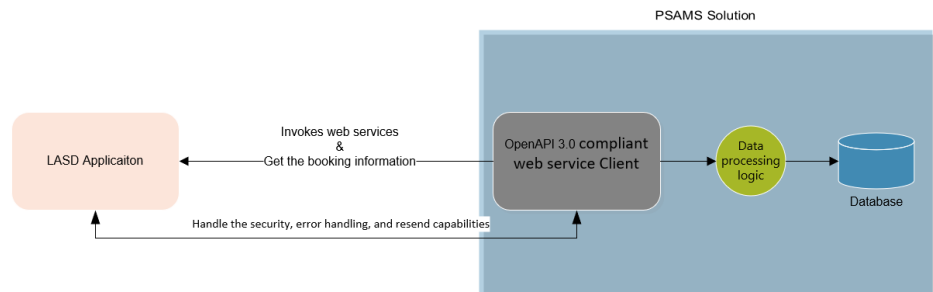 PSAMS Solution
Invokes web services
&
Get the booking information
LASD Applicaiton
OpenAPI 3.0 compliant
web service Client
Data
processing
logic
Database
Handle the security, error handling, and resend capabilities